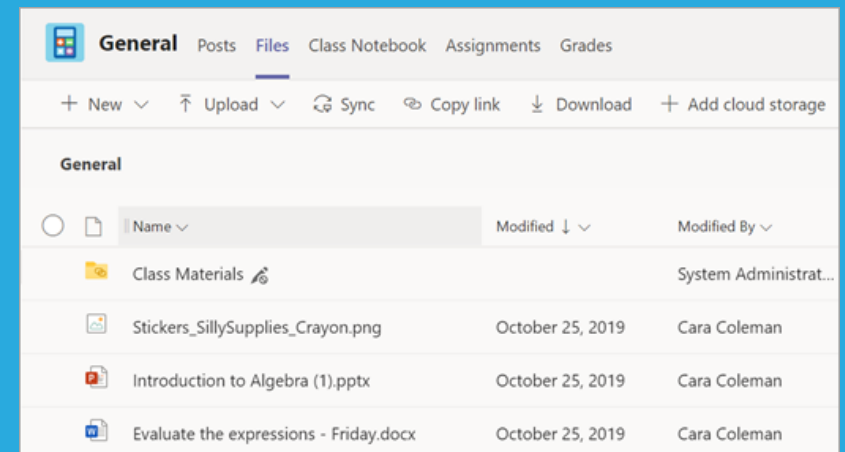 General Posts Files Class Notebook Assignments Grades
New Upload Sync Copy link Download Add cloud storage
General
Name Modified Modified By
Class Materials System Administrat...
Stickers_SillySupplies_Crayon.png October 25, 2019 Cara Coleman
Introduction to Algebra (1).pptx October 25, 2019 Cara Coleman
Evaluate the expressions - Friday.docx October 25, 2019 Cara Coleman